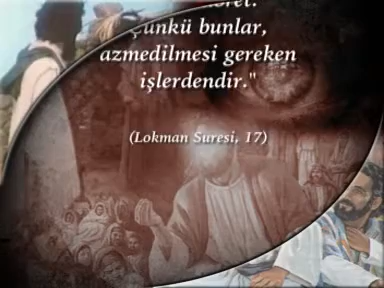 Çünkü bunlar,
azmedilmesi gereken
işlerdendir."
(Lokman Suresi, 17)